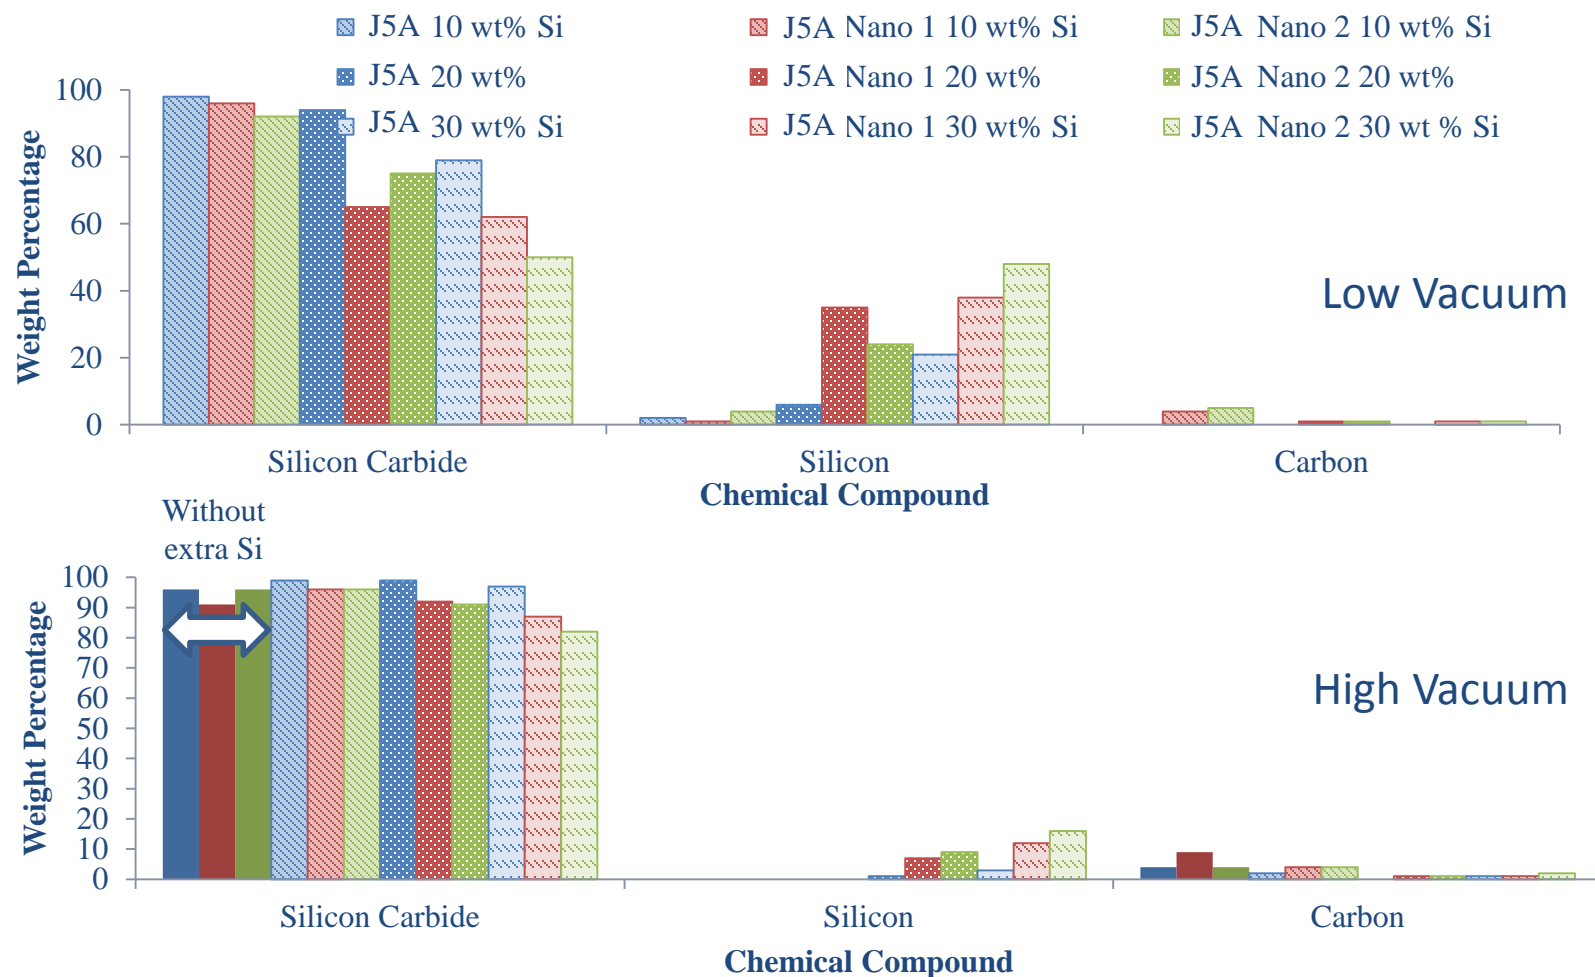 J5A 10 wt% Si J5A Nano 1 10 wt% Si J5A Nano 2 10 wt% Si
J5A 20 wt% J5A Nano 1 20 wt% J5A Nano 2 20 wt%
J5A 30 wt% Si J5A Nano 1 30 wt% Si J5A Nano 2 30 wt % Si
Weight Percentage
100
80
60
40
20
0
Low Vacuum
Silicon Carbide Silicon Carbon
Chemical Compound
Without
extra Si
Weight Percentage
100
90
80
70
60
50
40
30
20
10
0
High Vacuum
Silicon Carbide Silicon Carbon
Chemical Compound